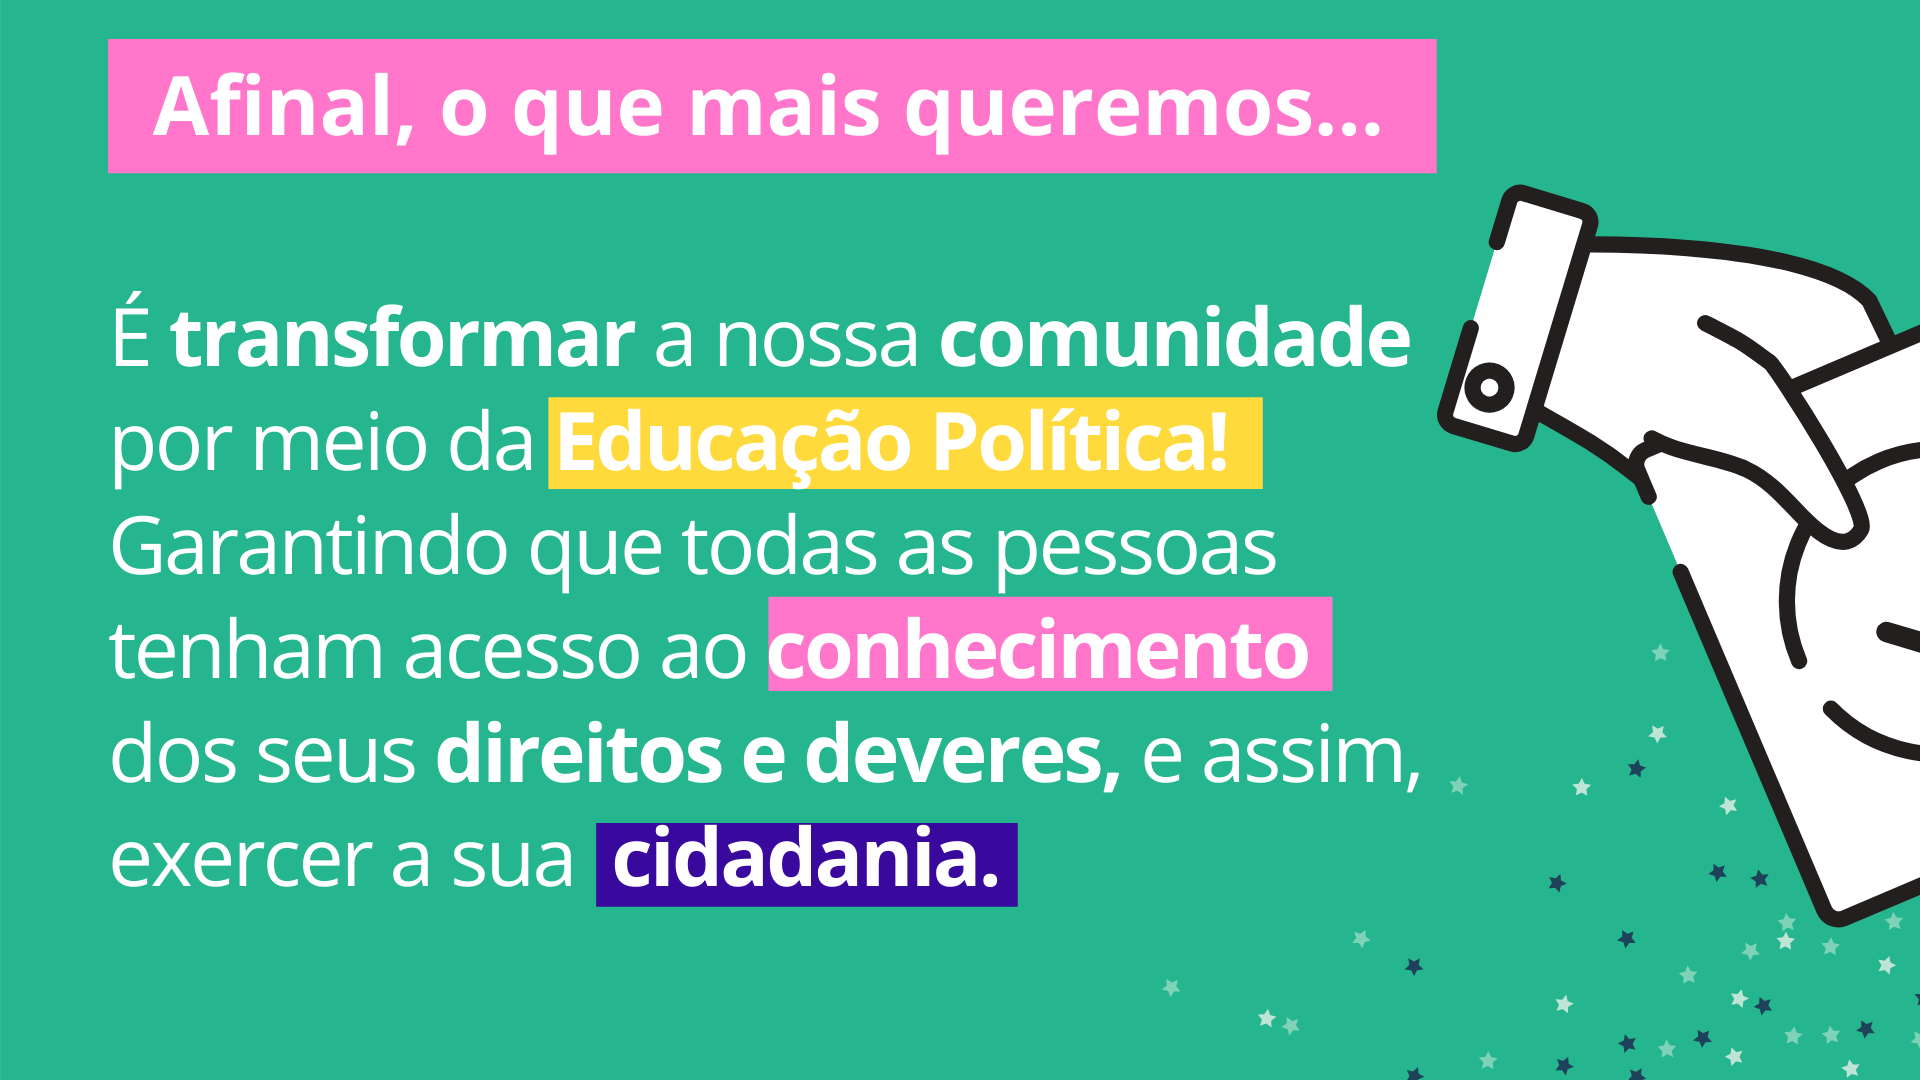 Afinal, o que mais queremos...
É transformar a nossa comunidade
por meio da Educação Política!
Garantindo que todas as pessoas
tenham acesso ao conhecimento
dos seus direitos e deveres, e assim,
exercer a sua cidadania.